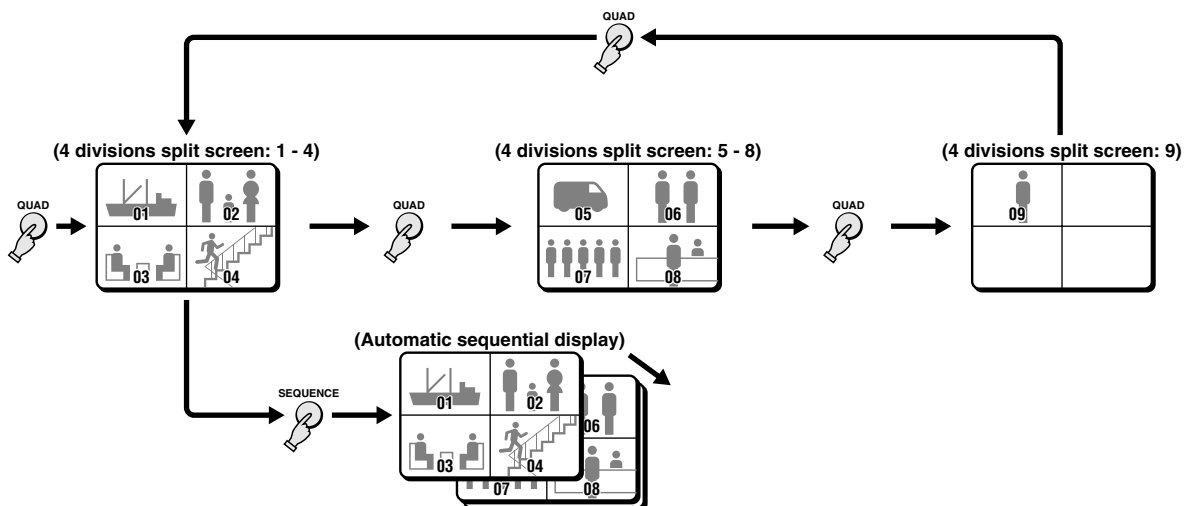 QUAD
(4 divisions split screen: 1 - 4)
(4 divisions split screen: 5 - 8)
(4 divisions split screen: 9)
QUAD
01
02
03
04
QUAD
05
06
07
08
QUAD
09
(Automatic sequential display)
SEQUENCE
01
02
03
04
06
07
08